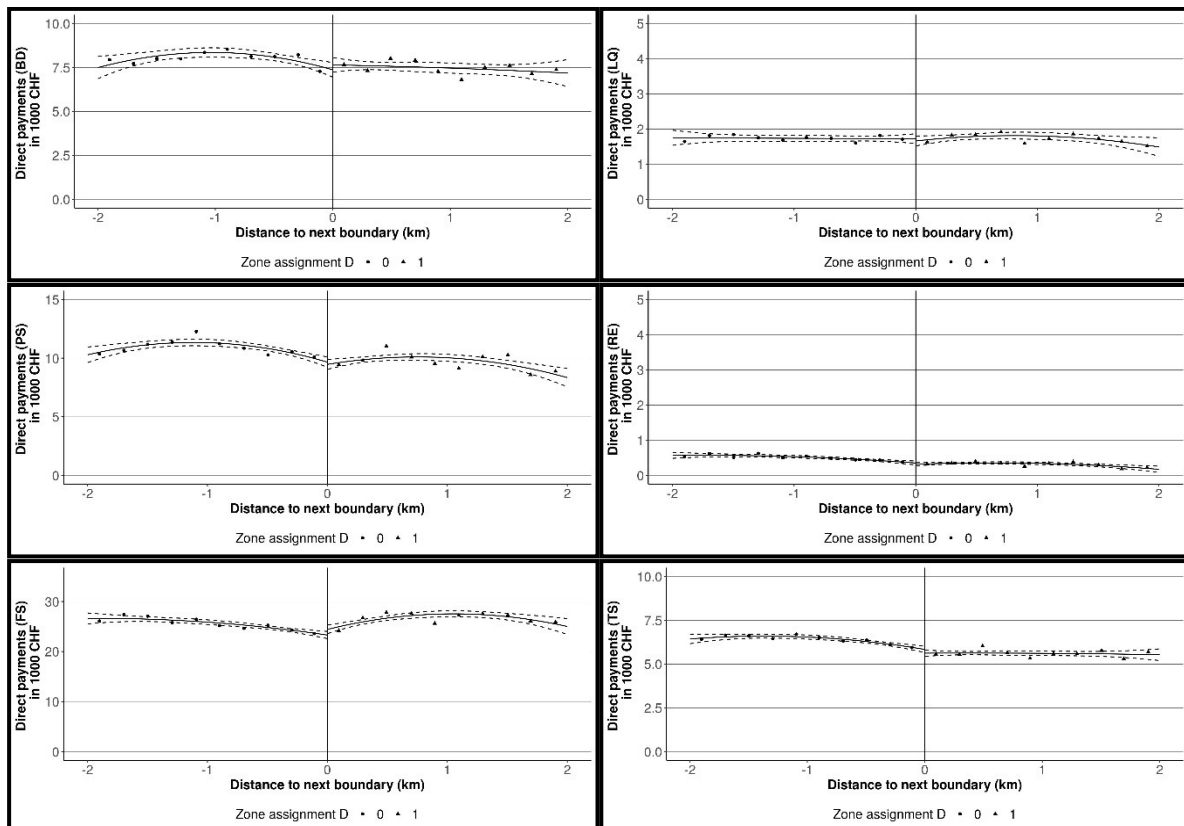 Direct payments (BD)
in 1000 CHF
10.0
7.5
5.0
2.5
0.0
-2 -1 0 1 2
Distance to next boundary (km)
Zone assignment D 0 1
Direct payments (LQ)
in 1000 CHF
5
4
3
2
1
0
-2 -1 0 1 2
Distance to next boundary (km)
Zone assignment D 0 1
Direct payments (PS)
in 1000 CHF
15
10
5
0
-2 -1 0 1 2
Distance to next boundary (km)
Zone assignment D 0 1
Direct payments (RE)
in 1000 CHF
5
4
3
2
1
0
-2 -1 0 1 2
Distance to next boundary (km)
Zone assignment D 0 1
Direct payments (FS)
in 1000 CHF
30
20
10
0
-2 -1 0 1 2
Distance to next boundary (km)
Zone assignment D 0 1
Direct payments (TS)
in 1000 CHF
10.0
7.5
5.0
2.5
0.0
-2 -1 0 1 2
Distance to next boundary (km)
Zone assignment D 0 1